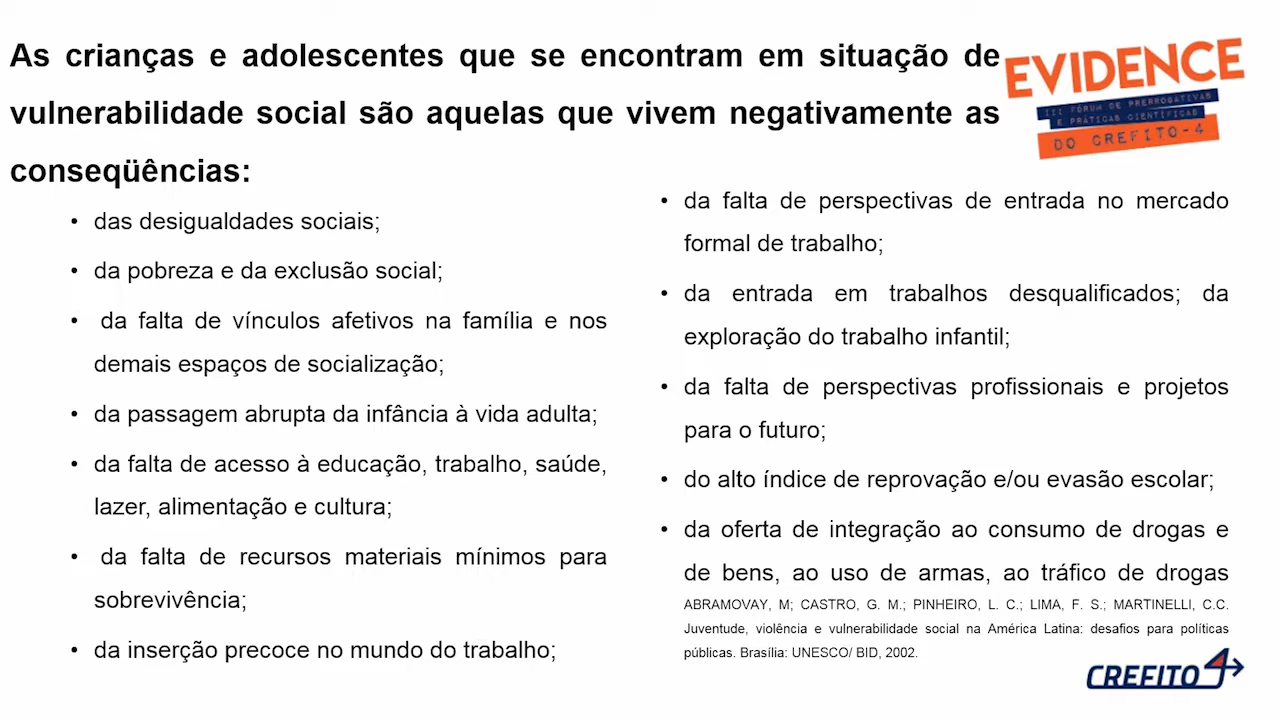 As crianças e adolescentes que se encontram em situação de
vulnerabilidade social são aquelas que vivem negativamente as
conseqüências:
EVIDENCE
III FÓRUM DE PRERROGATIVAS
E PRÁTICAS CIENTÍFICAS
DO CREFITO-4
• das desigualdades sociais;
• da pobreza e da exclusão social;
• da falta de vínculos afetivos na família e nos
demais espaços de socialização;
• da passagem abrupta da infância à vida adulta;
• da falta de acesso à educação, trabalho, saúde,
lazer, alimentação e cultura;
• da falta de recursos materiais mínimos para
sobrevivência;
• da inserção precoce no mundo do trabalho;
• da falta de perspectivas de entrada no mercado
formal de trabalho;
• da entrada em trabalhos desqualificados; da
exploração do trabalho infantil;
• da falta de perspectivas profissionais e projetos
para o futuro;
• do alto índice de reprovação e/ou evasão escolar;
• da oferta de integração ao consumo de drogas e
de bens, ao uso de armas, ao tráfico de drogas
ABRAMOVAY, M; CASTRO, G. M.; PINHEIRO, L. C.; LIMA, F. S.; MARTINELLI, C.C.
Juventude, violência e vulnerabilidade social na América Latina: desafios para políticas
públicas. Brasília: UNESCO/ BID, 2002.
CREFITO4